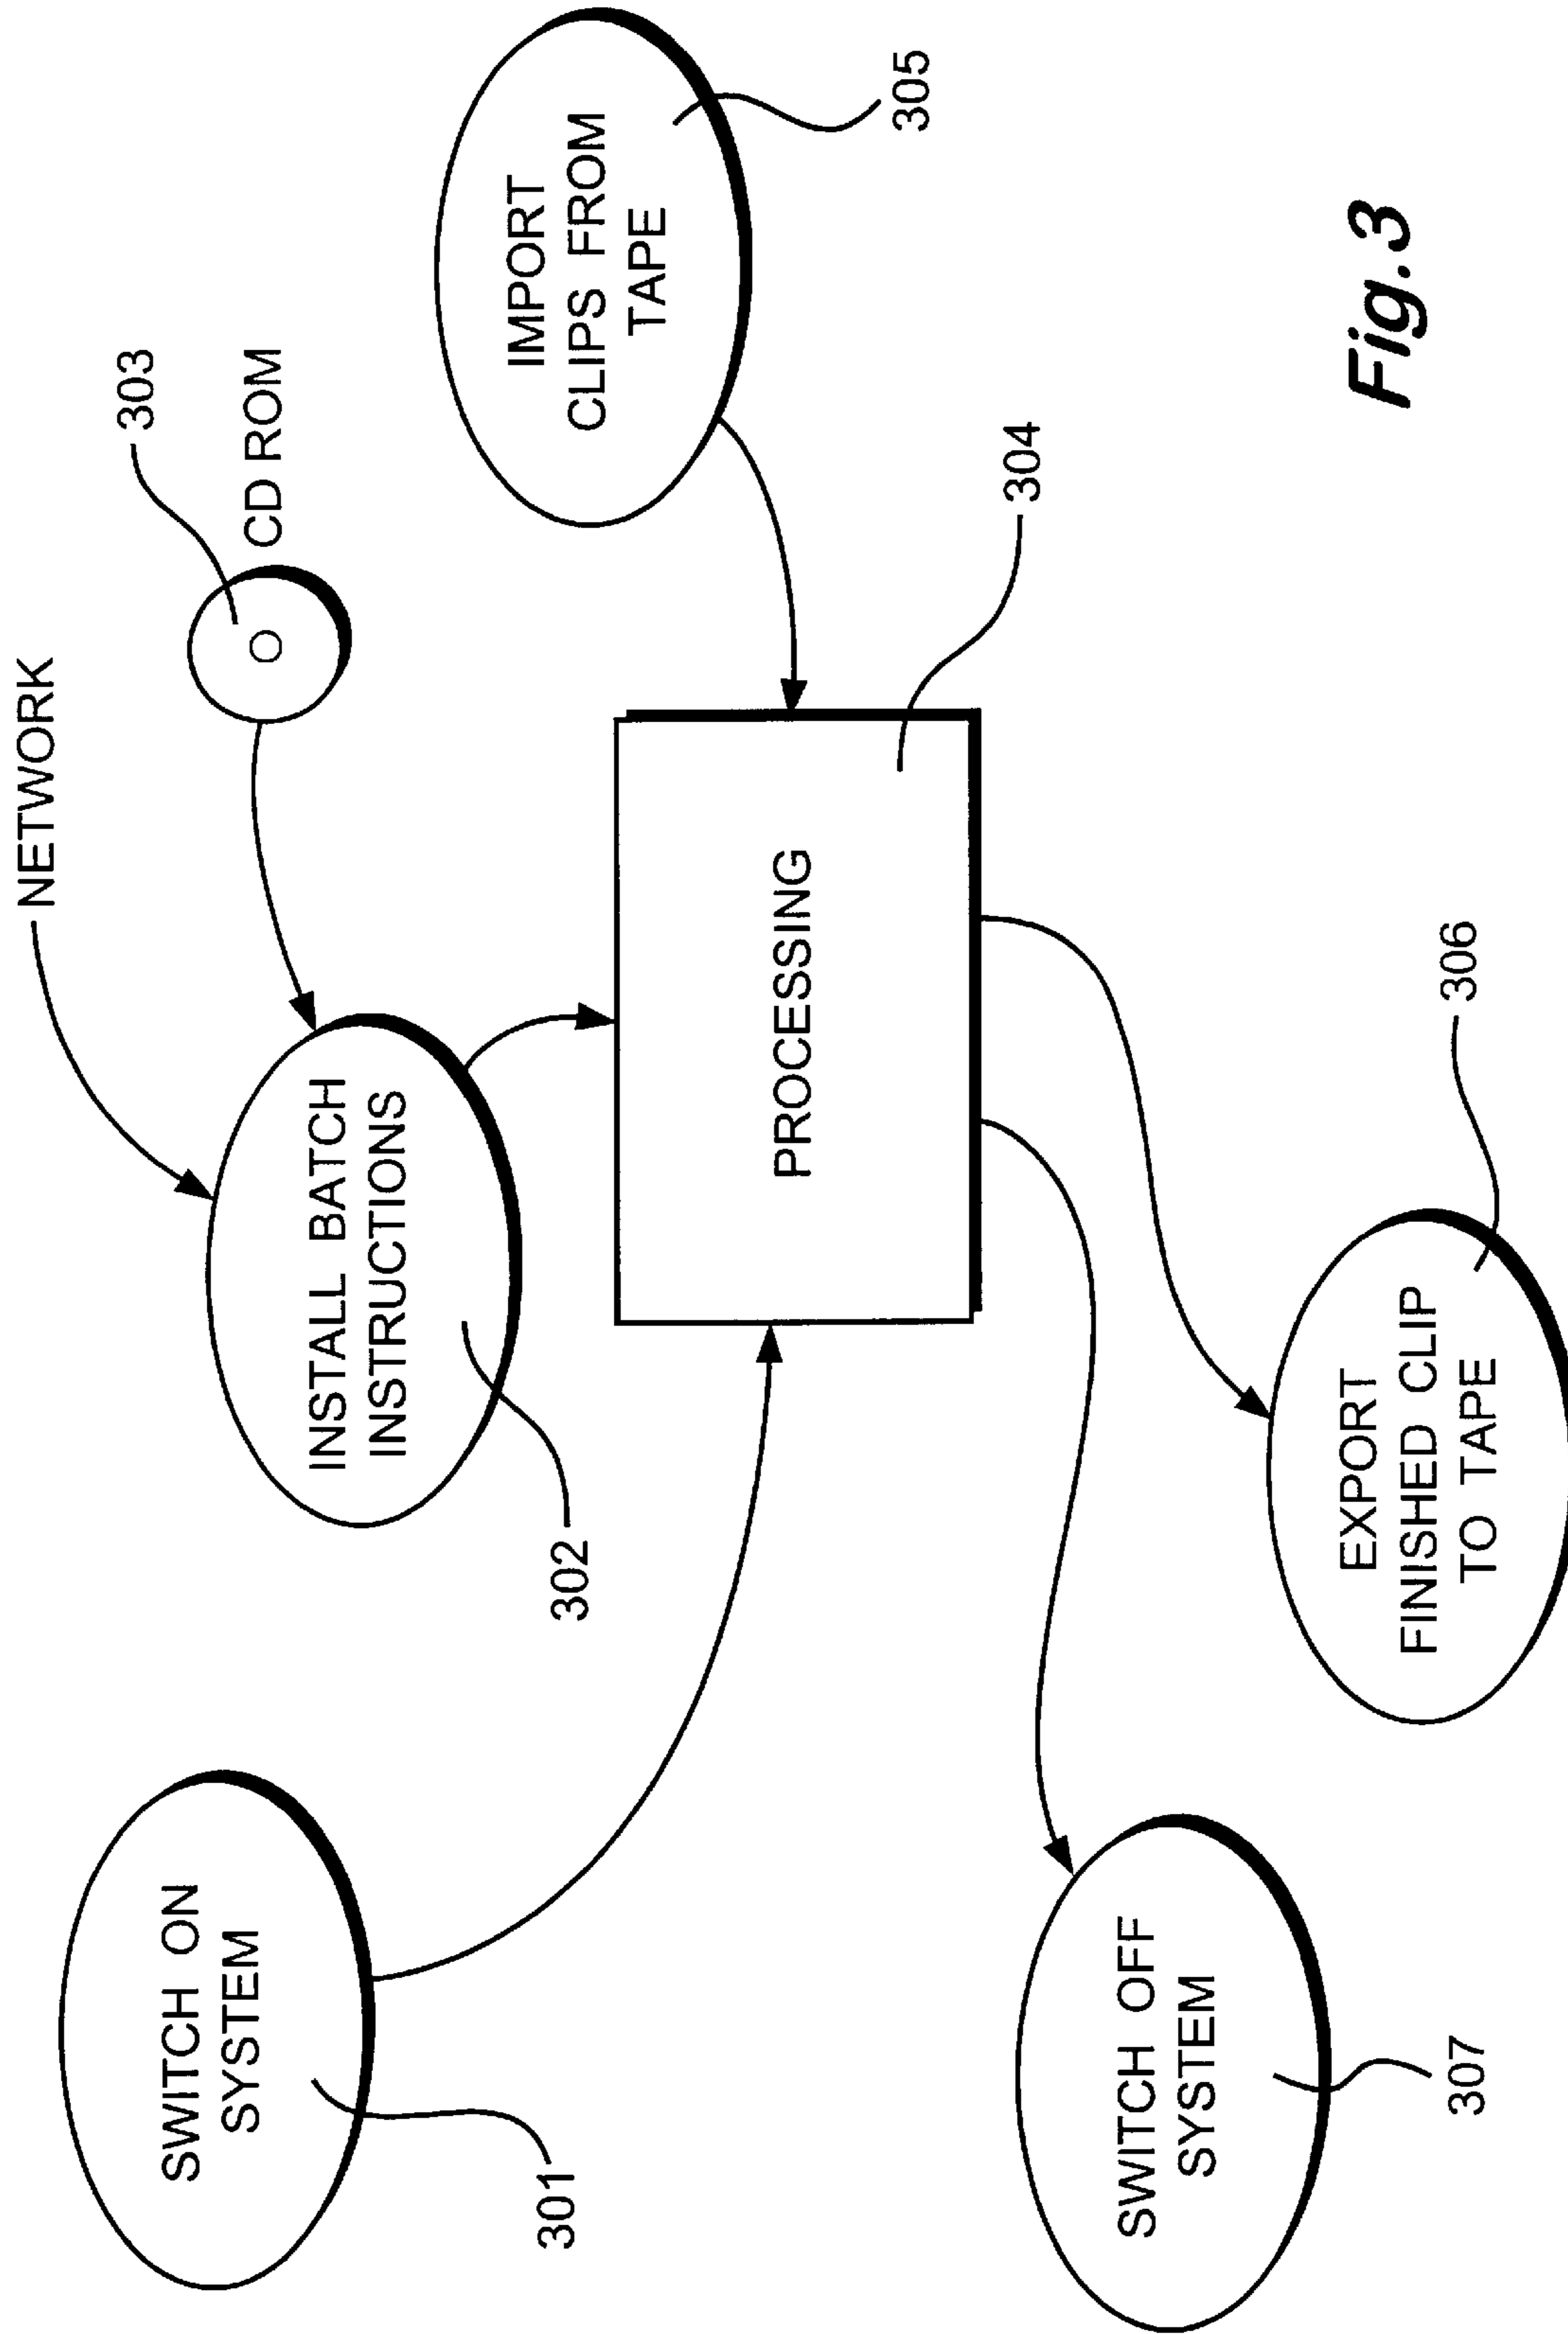 NETWORK
303
CD ROM
SWITCH ON
SYSTEM
301
INSTALL BATCH
INSTRUCTIONS
302
IMPORT
CLIPS FROM
TAPE
305
PROCESSING
304
SWITCH OFF
SYSTEM
307
EXPORT
FINISHED CLIP
TO TAPE
306
Fig.3